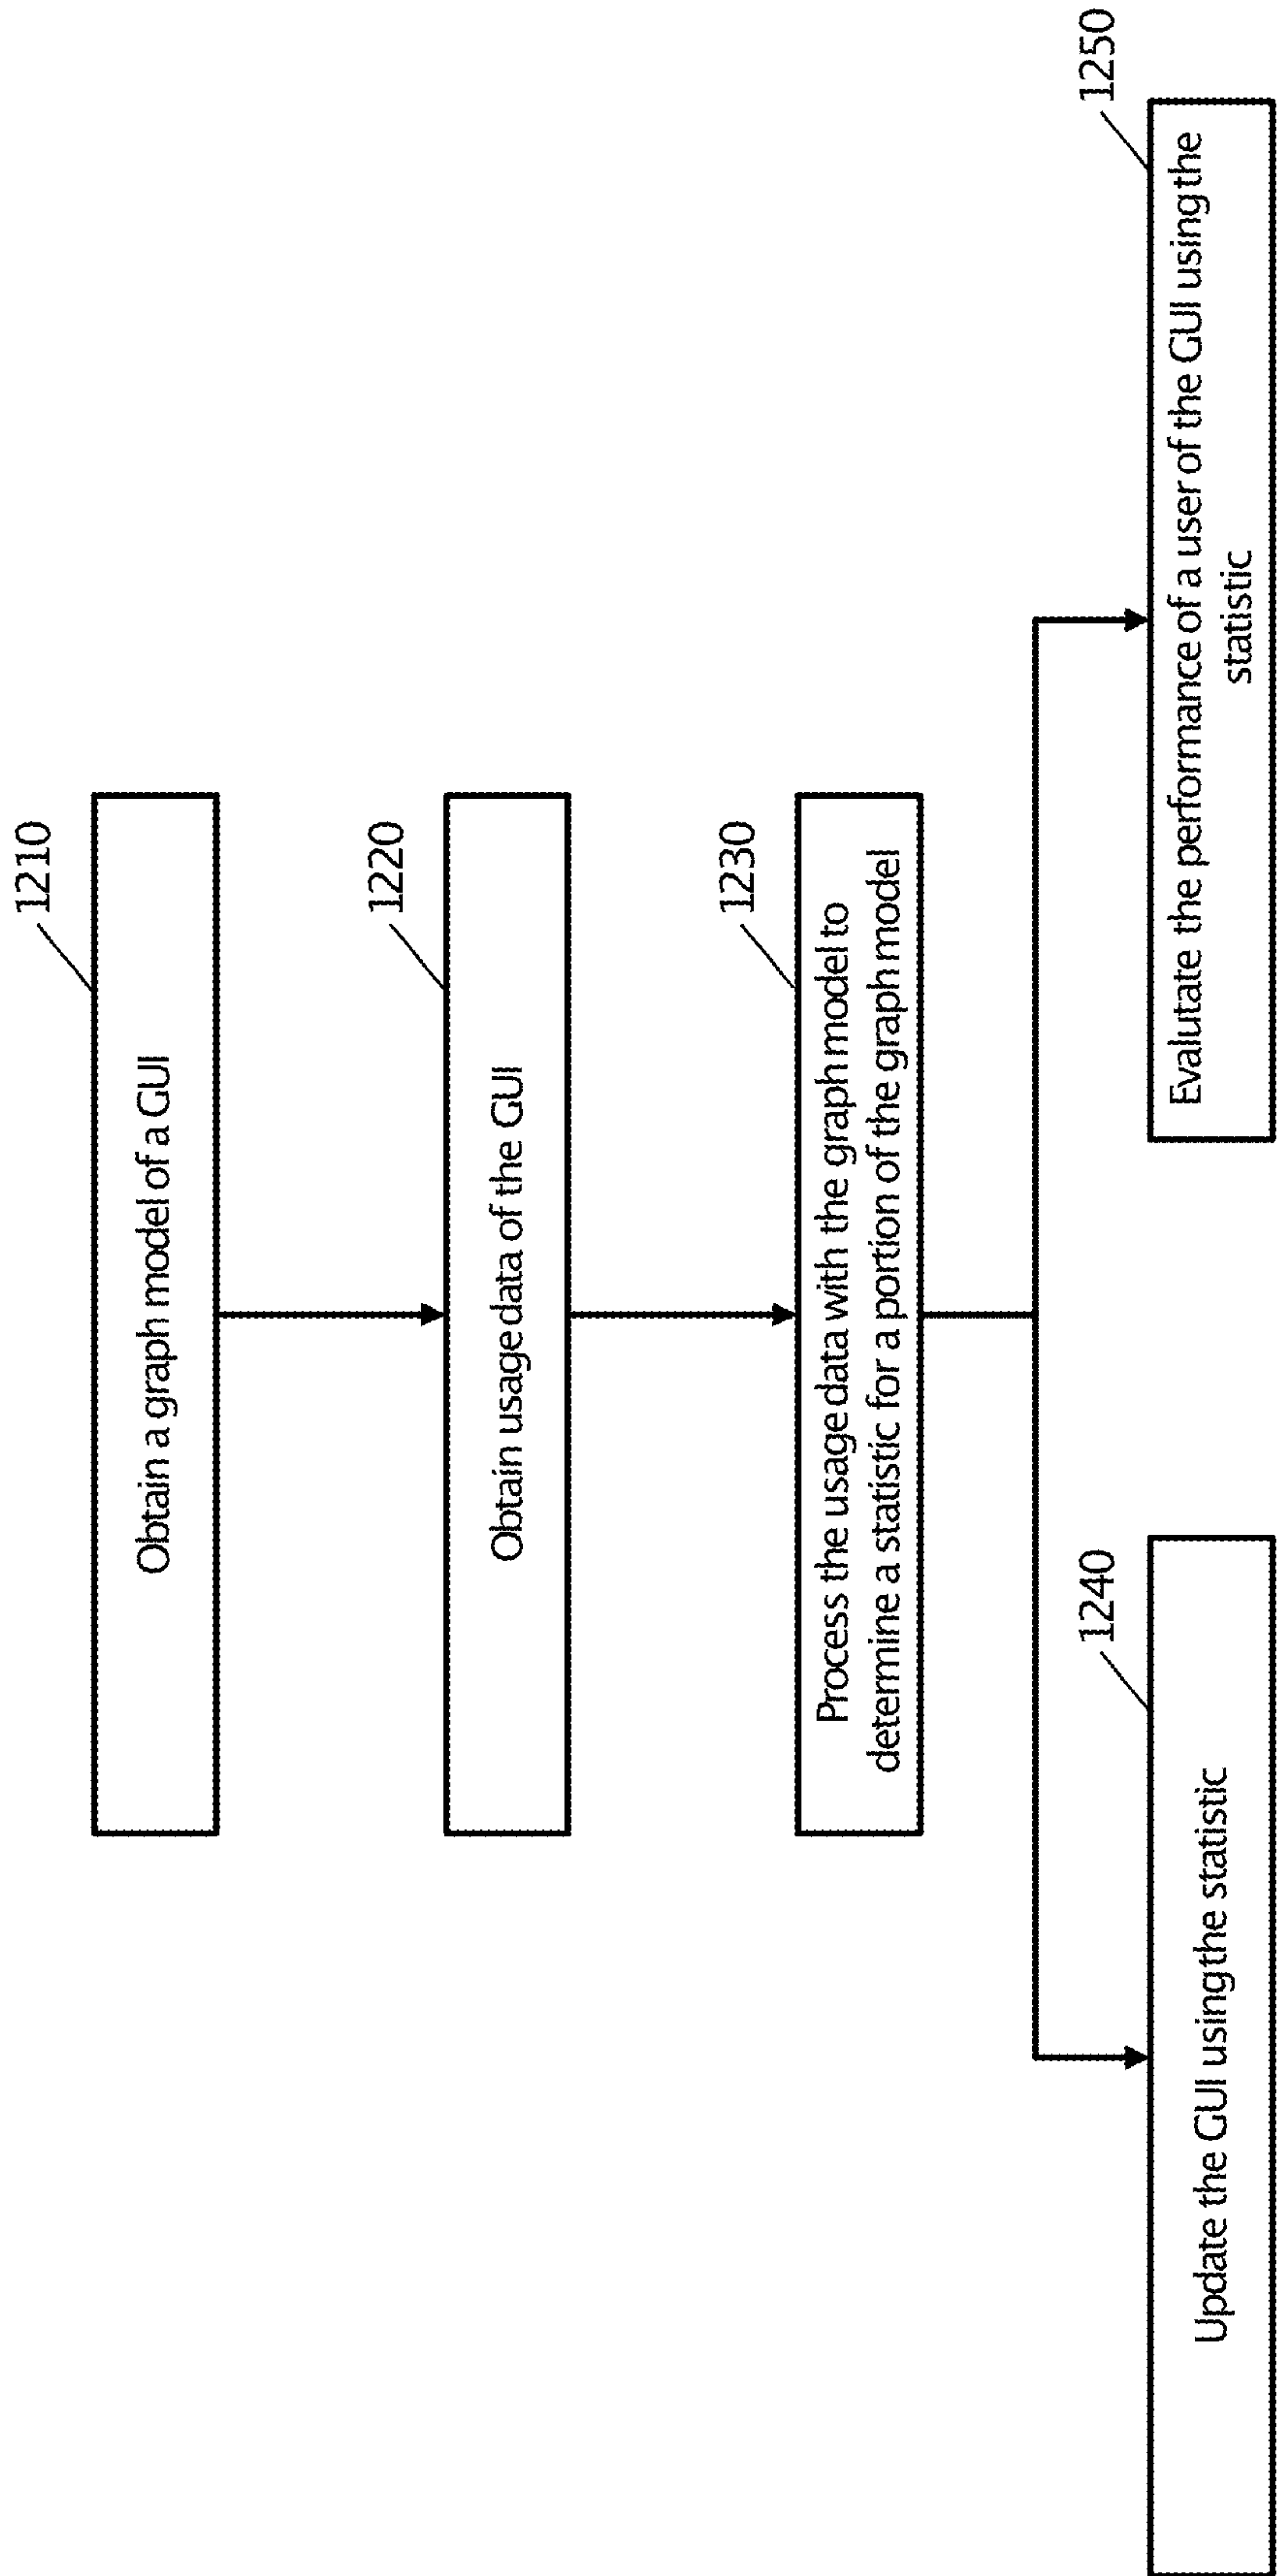 1210
Obtain a graph model of a GUI
1220
Obtain usage data of the GUI
1230
Process the usage data with the graph model to
determine a statistic for a portion of the graph model
1240
Update the GUI using the statistic
1250
Evalutate the performance of a user of the GUI using the
statistic